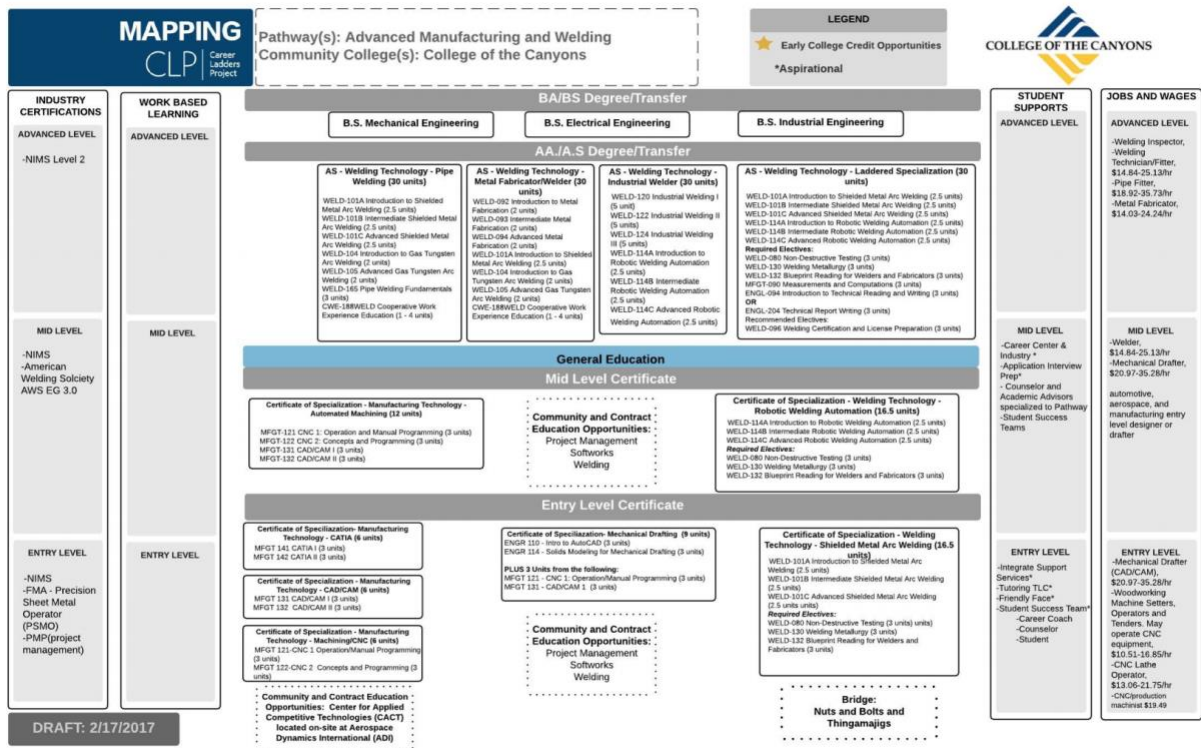 MAPPING
CLP Career
Ladders
Project
Pathway(s): Advanced Manufacturing and Welding
Community College(s): College of the Canyons
LEGEND
Early College Credit Opportunities
*Aspirational
COLLEGE OF THE CANYONS
INDUSTRY
CERTIFICATIONS
ADVANCED LEVEL
-NIMS Level 2
MID LEVEL
-NIMS
-American
Welding Solciety
AWS EG 3.0
ENTRY LEVEL
-NIMS
-FMA - Precision
Sheet Metal
Operator
(PSMO)
-PMP(project
management)
WORK BASED
LEARNING
ADVANCED LEVEL
MID LEVEL
ENTRY LEVEL
BA/BS Degree/Transfer
B.S. Mechanical Engineering
B.S. Electrical Engineering
B.S. Industrial Engineering
AA./A.S Degree/Transfer
AS - Welding Technology - Pipe
Welding (30 units)
WELD-101A Introduction to Shielded
Metal Arc Welding (2.5 units)
WELD-101B Intermediate Shielded Metal
Arc Welding (2.5 units)
WELD-101C Advanced Shielded Metal
Arc Welding (2.5 units)
WELD-104 Introduction to Gas Tungsten
Arc Welding (2 units)
WELD-105 Advanced Gas Tungsten Arc
Welding (2 units)
WELD-165 Pipe Welding Fundamentals
(3 units)
CWE-188WELD Cooperative Work
Experience Education (1 - 4 units)
AS - Welding Technology -
Metal Fabricator/Welder (30
units)
WELD-092 Introduction to Metal
Fabrication (2 units)
WELD-093 Intermediate Metal
Fabrication (2 units)
WELD-094 Advanced Metal
Fabrication (2 units)
WELD-101A Introduction to Shielded
Metal Arc Welding (2.5 units)
WELD-104 Introduction to Gas
Tungsten Arc Welding (2 units)
WELD-105 Advanced Gas Tungsten
Arc Welding (2 units)
CWE-188WELD Cooperative Work
Experience Education (1 - 4 units)
AS - Welding Technology -
Industrial Welder (30 units)
WELD-120 Industrial Welding I
(5 unit)
WELD-122 Industrial Welding II
(5 units)
WELD-124 Industrial Welding
III (5 units)
WELD-114A Introduction to
Robotic Welding Automation
(2.5 units)
WELD-114B Intermediate
Robotic Welding Automation
(2.5 units)
WELD-114C Advanced Robotic
Welding Automation (2.5 units)
AS - Welding Technology - Laddered Specialization (30
units)
WELD-101A Introduction to Shielded Metal Arc Welding (2.5 units)
WELD-101B Intermediate Shielded Metal Arc Welding (2.5 units)
WELD-101C Advanced Shielded Metal Arc Welding (2.5 units)
WELD-114A Introduction to Robotic Welding Automation (2.5 units)
WELD-114B Intermediate Robotic Welding Automation (2.5 units)
WELD-114C Advanced Robotic Welding Automation (2.5 units)
Required Electives:
WELD-080 Non-Destructive Testing (3 units)
WELD-130 Welding Metallurgy (3 units)
WELD-132 Blueprint Reading for Welders and Fabricators (3 units)
MFGT-090 Measurements and Computations (3 units)
ENGL-094 Introduction to Technical Reading and Writing (3 units)
OR
ENGL-204 Technical Report Writing (3 units)
Recommended Electives:
WELD-096 Welding Certification and License Preparation (3 units)
General Education
Mid Level Certificate
Certificate of Specialization - Manufacturing Technology -
Automated Machining (12 units)
MFGT-121 CNC 1: Operation and Manual Programming (3 units)
MFGT-122 CNC 2: Concepts and Programming (3 units)
MFGT-131 CAD/CAM I (3 units)
MFGT-132 CAD/CAM II (3 units)
Community and Contract
Education Opportunities:
Project Management
Softworks
Welding
Certificate of Specialization - Welding Technology -
Robotic Welding Automation (16.5 units)
WELD-114A Introduction to Robotic Welding Automation (2.5 units)
WELD-114B Intermediate Robotic Welding Automation (2.5 units)
WELD-114C Advanced Robotic Welding Automation (2.5 units)
Required Electives:
WELD-080 Non-Destructive Testing (3 units)
WELD-130 Welding Metallurgy (3 units)
WELD-132 Blueprint Reading for Welders and Fabricators (3 units)
Entry Level Certificate
Certificate of Speciliazation- Manufacturing
Technology - CATIA (6 units)
MFGT 141 CATIA I (3 units)
MFGT 142 CATIA II (3 units)
Certificate of Specialization - Manufacturing
Technology - CAD/CAM (6 units)
MFGT 131 CAD/CAM I (3 units)
MFGT 132 CAD/CAM II (3 units)
Certificate of Specialization - Manufacturing
Technology - Machining/CNC (6 units)
MFGT 121-CNC 1 Operation/Manual Programming
(3 units)
MFGT 122-CNC 2 Concepts and Programming (3
units)
Community and Contract Education
Opportunities: Center for Applied
Competitive Technologies (CACT)
located on-site at Aerospace
Dynamics International (ADI)
Certificate of Speciliazation- Mechanical Drafting (9 units)
ENGR 110 - Intro to AutoCAD (3 units)
ENGR 114 - Solids Modeling for Mechanical Drafting (3 units)
PLUS 3 Units from the following:
MFGT 121 - CNC 1: Operation/Manual Programming (3 units)
MFGT 131 - CAD/CAM 1 (3 units)
Community and Contract
Education Opportunities:
Project Management
Softworks
Welding
Certificate of Specialization - Welding
Technology - Shielded Metal Arc Welding (16.5
units)
WELD-101A Introduction to Shielded Metal Arc
Welding (2.5 units)
WELD-101B Intermediate Shielded Metal Arc Welding
(2.5 units)
WELD-101C Advanced Shielded Metal Arc Welding
(2.5 units units)
Required Electives:
WELD-080 Non-Destructive Testing (3 units) units)
WELD-130 Welding Metallurgy (3 units)
WELD-132 Blueprint Reading for Welders and
Fabricators (3 units)
Bridge:
Nuts and Bolts and
Thingamajigs
STUDENT
SUPPORTS
ADVANCED LEVEL
MID LEVEL
-Career Center &
Industry *
-Application Interview
Prep*
- Counselor and
Academic Advisors
specialized to Pathway
-Student Success
Teams
ENTRY LEVEL
-Integrate Support
Services*
-Tutoring TLC*
-Friendly Face*
-Student Success Team*
-Career Coach
-Counselor
-Student
JOBS AND WAGES
ADVANCED LEVEL
-Welding Inspector,
-Welding
Technician/Fitter,
$14.84-25.13/hr
-Pipe Fitter,
$18.92-35.73/hr
-Metal Fabricator,
$14.03-24.24/hr
MID LEVEL
-Welder,
$14.84-25.13/hr
-Mechanical Drafter,
$20.97-35.28/hr
automotive,
aerospace, and
manufacturing entry
level designer or
drafter
ENTRY LEVEL
-Mechanical Drafter
(CAD/CAM),
$20.97-35.28/hr
-Woodworking
Machine Setters,
Operators and
Tenders. May
operate CNC
equipment,
$10.51-16.85/hr
-CNC Lathe
Operator,
$13.06-21.75/hr
-CNC/production
machinist $19.49
DRAFT: 2/17/2017